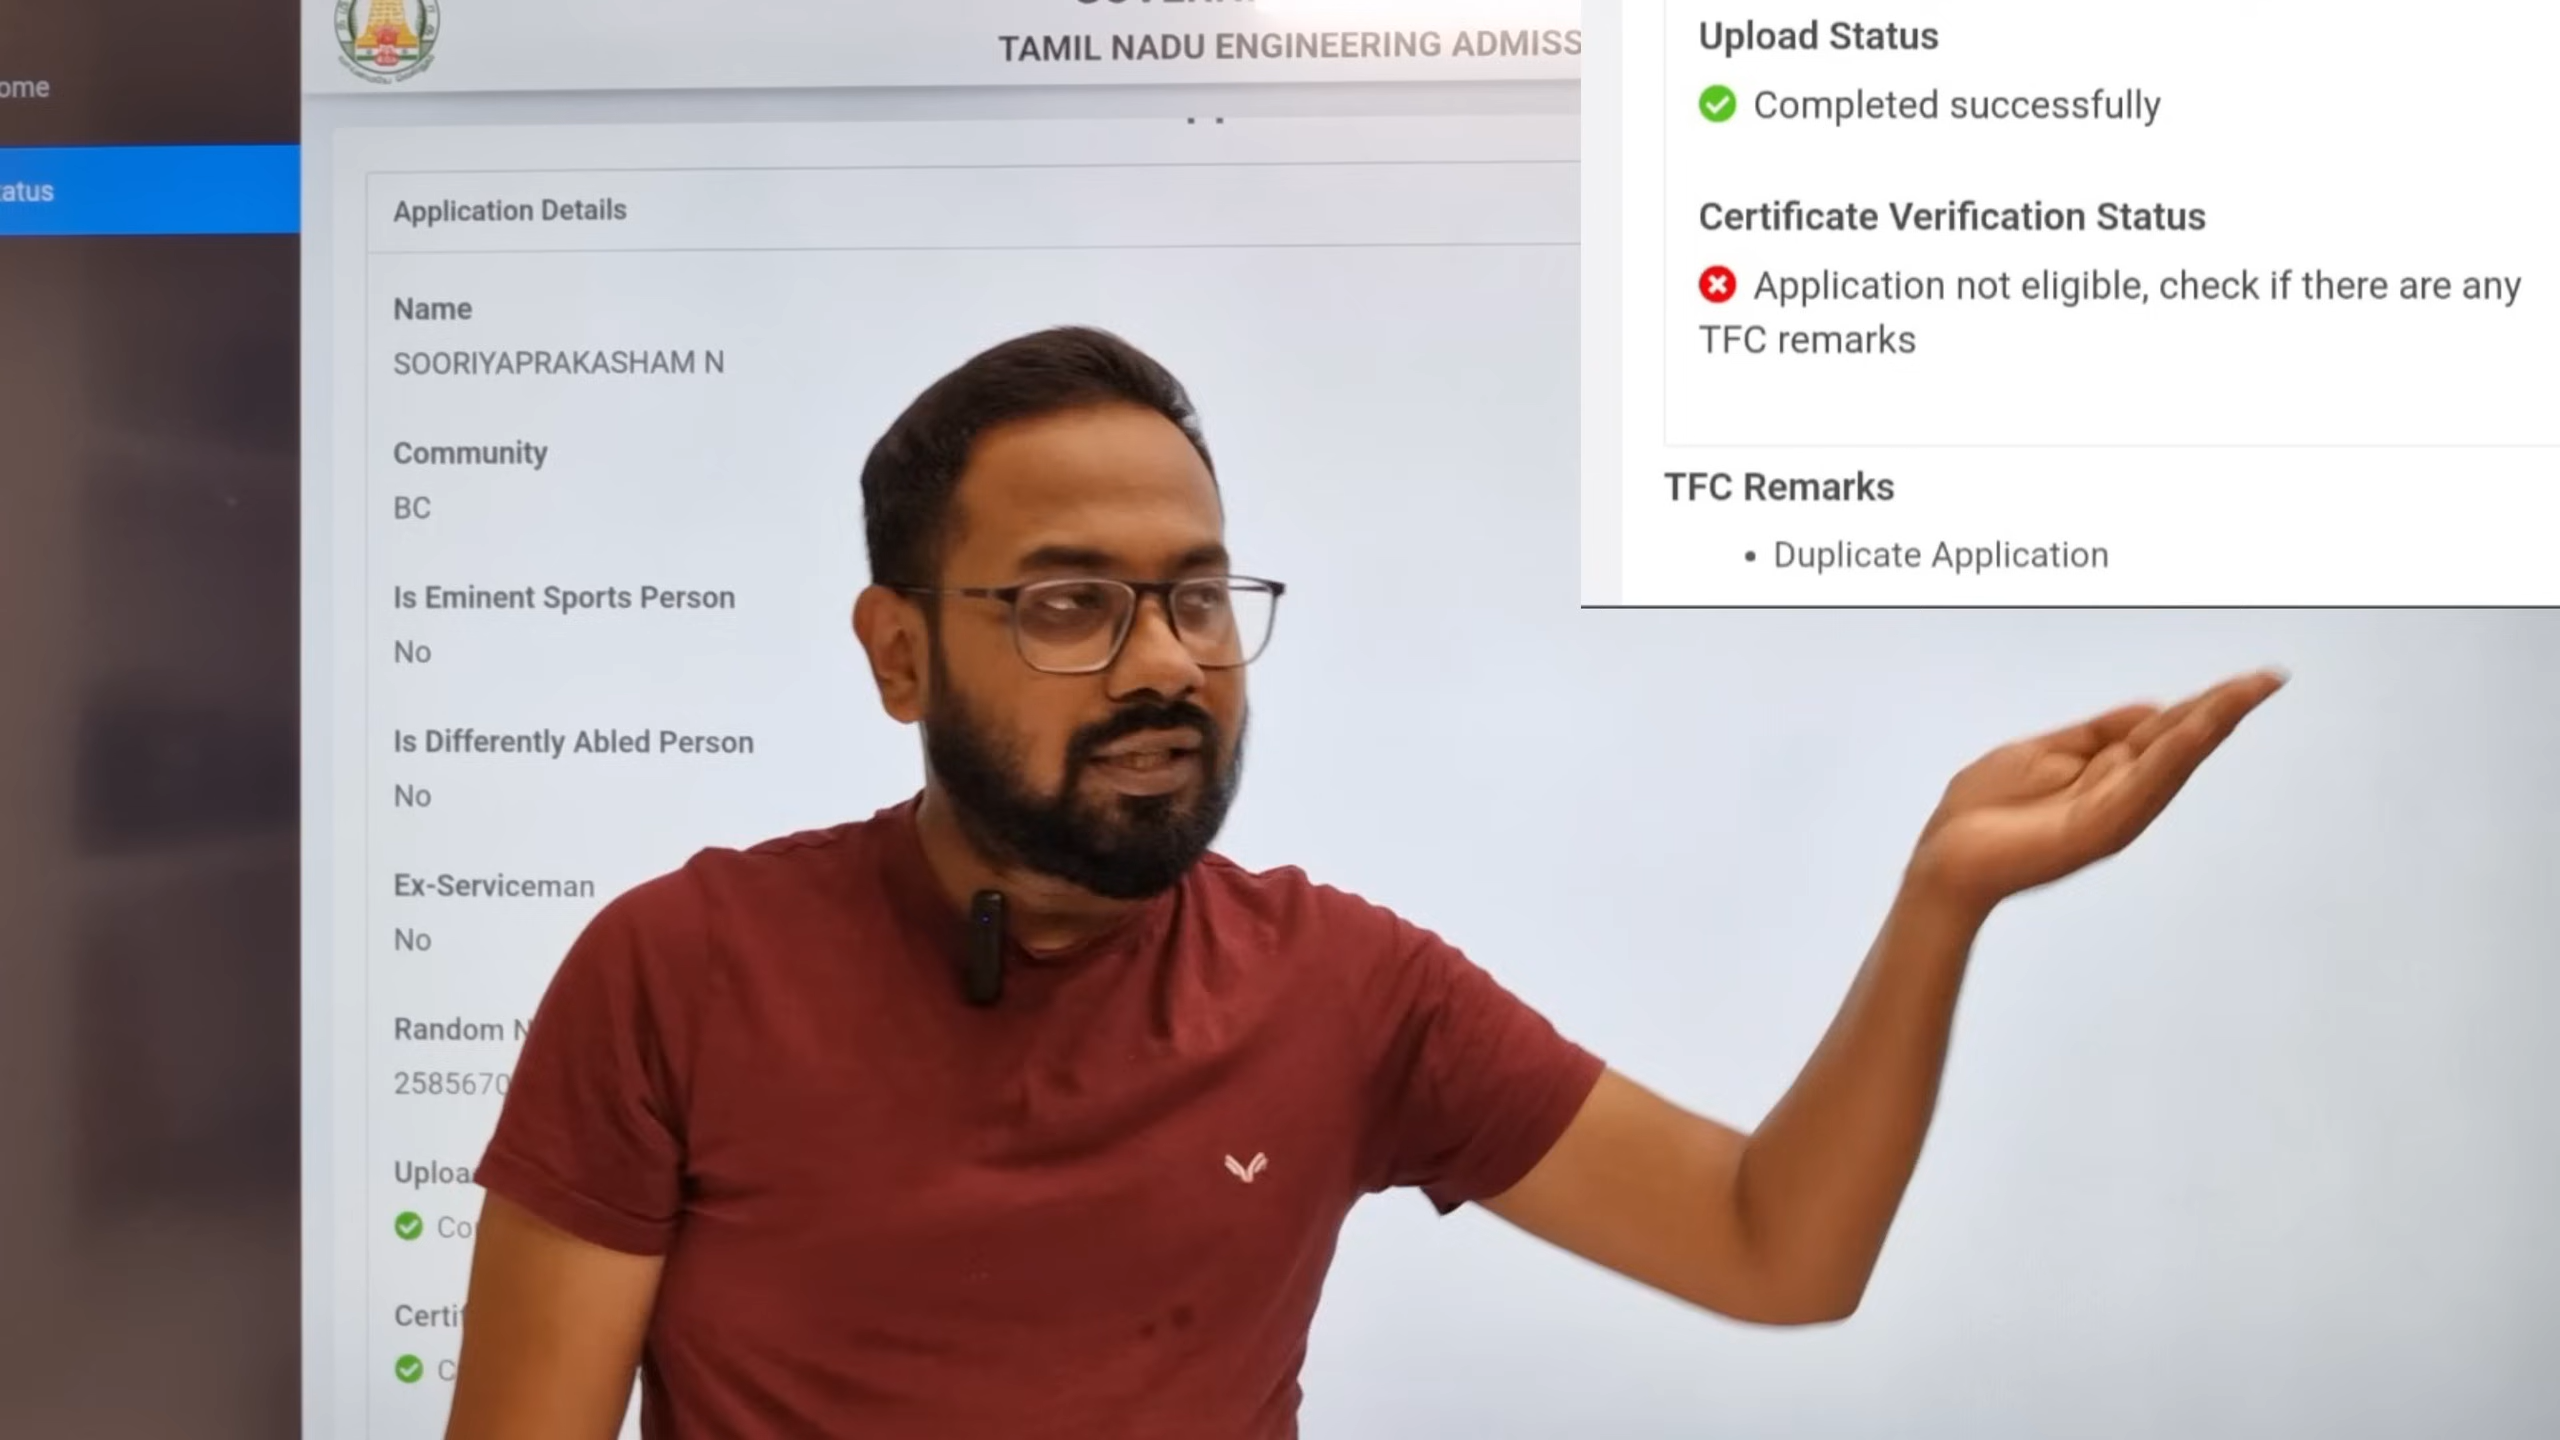 TAMIL NADU ENGINEERING ADMISS
ome
atus
Application Details
Name
SOORIYAPRAKASHAM N
Community
BC
Is Eminent Sports Person
No
Is Differently Abled Person
No
Ex-Serviceman
No
Random N
2585670
Uploa
Co
Certif
C
Upload Status
Completed successfully
Certificate Verification Status
Application not eligible, check if there are any
TFC remarks
TFC Remarks
• Duplicate Application